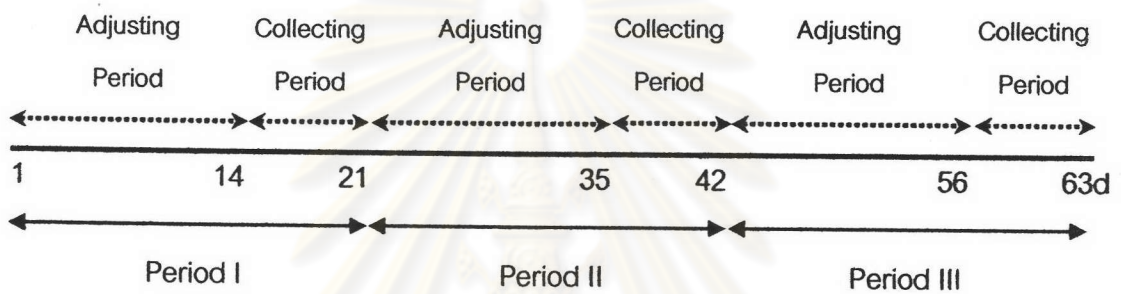 Adjusting Collecting Adjusting Collecting Adjusting Collecting
Period Period Period Period Period Period
1 14 21 35 42 56 63d
Period I Period II Period III